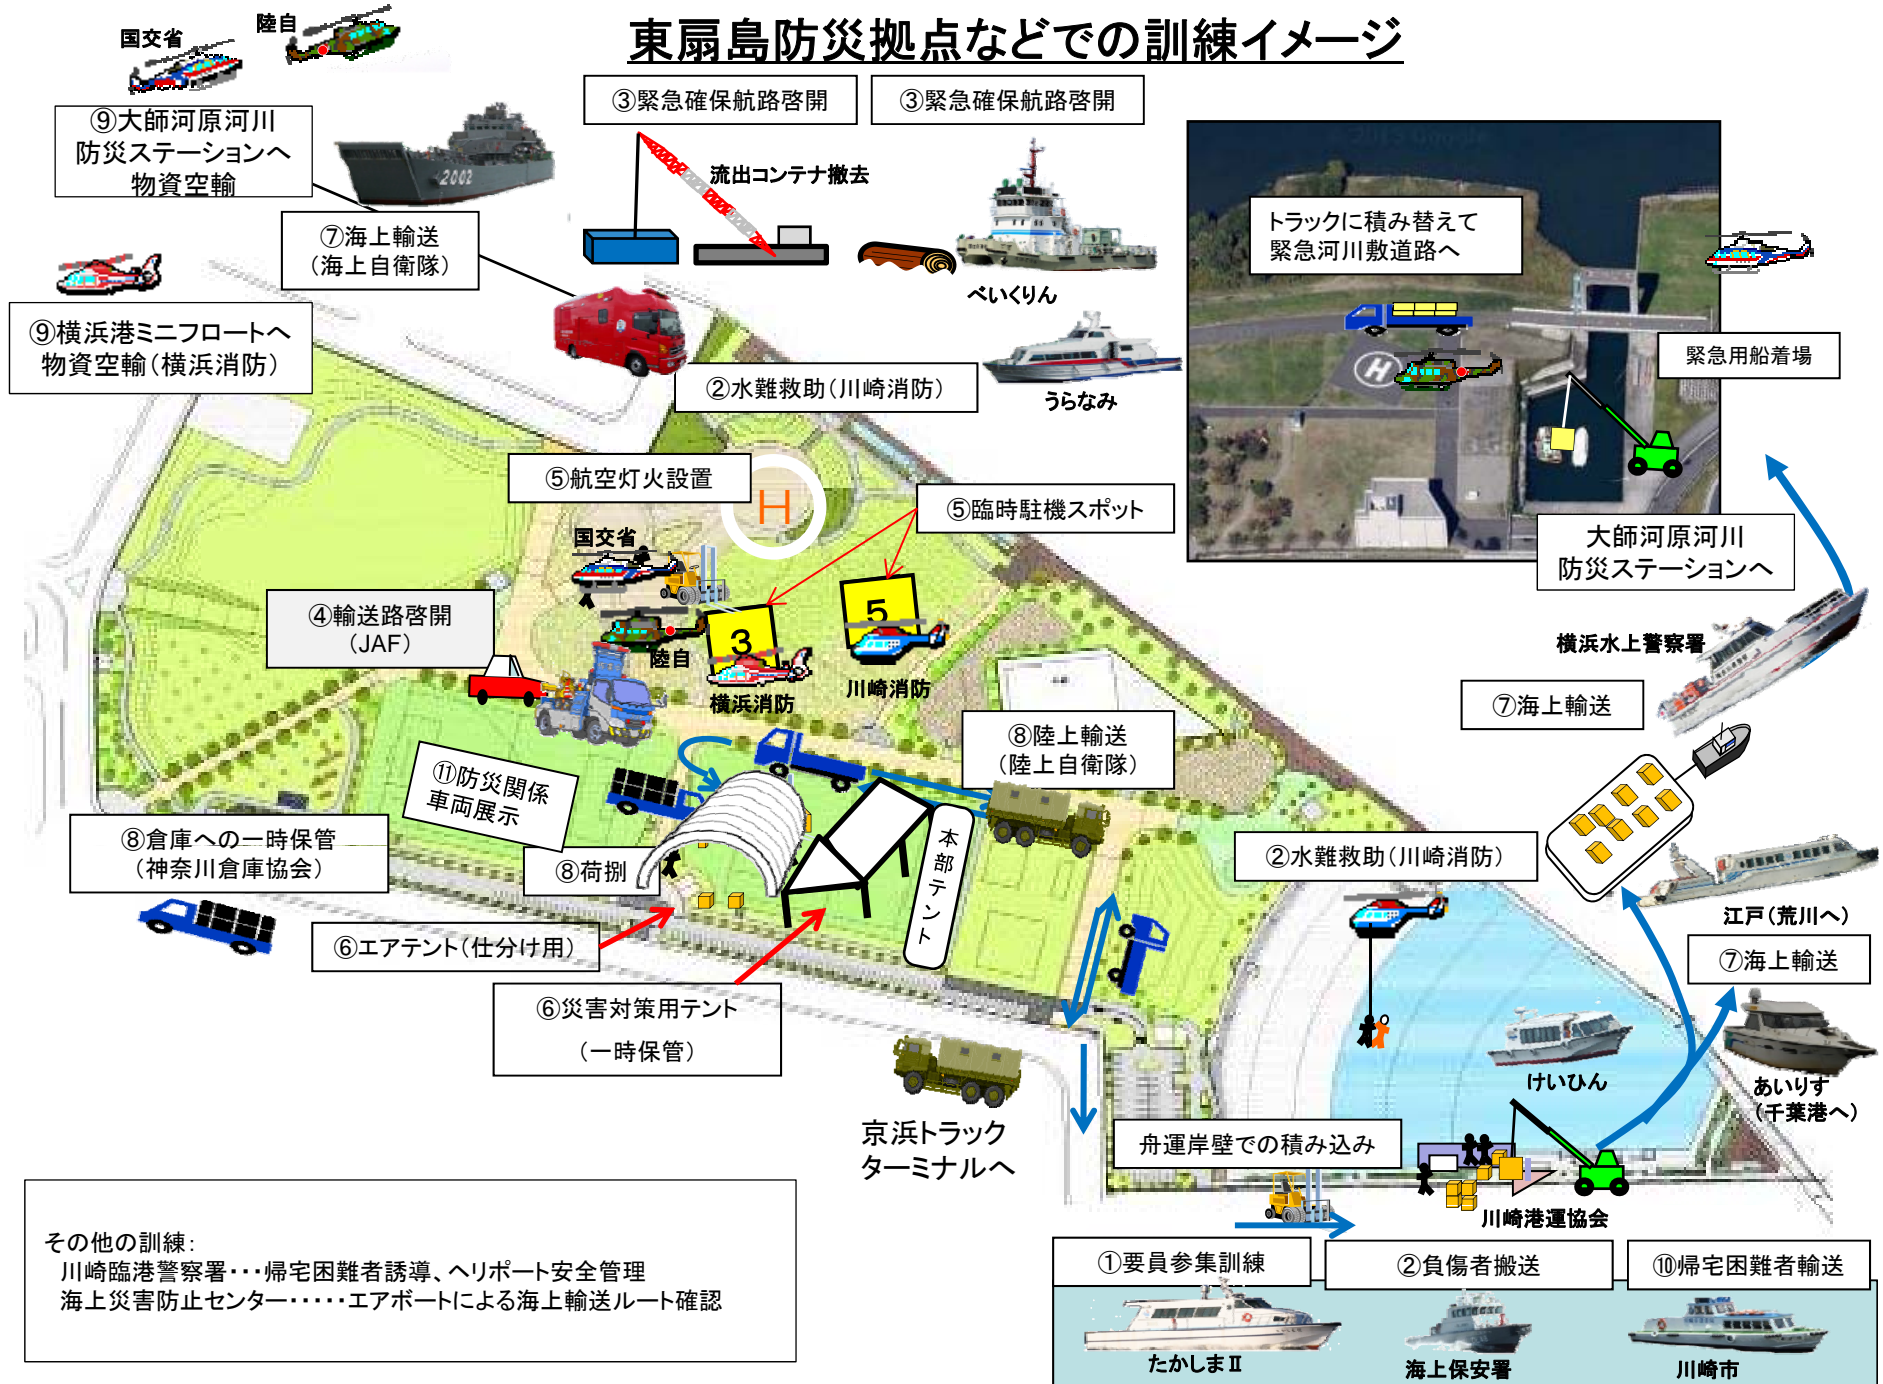 東扇島防災拠点などでの訓練イメージ
国交省
陸自
⑨大師河原河川
防災ステーションへ
物資空輸
2002
⑦海上輸送
（海上自衛隊）
⑨横浜港ミニフロートへ
物資空輸（横浜消防）
③緊急確保航路啓開
③緊急確保航路啓開
流出コンテナ撤去
べいくりん
②水難救助（川崎消防）
うらなみ
トラックに積み替えて
緊急河川敷道路へ
H
緊急用船着場
大師河原河川
防災ステーションへ
⑤航空灯火設置
H
⑤臨時駐機スポット
国交省
陸自
3
横浜消防
5
川崎消防
④輸送路啓開
（JAF）
横浜水上警察署
⑦海上輸送
⑧陸上輸送
（陸上自衛隊）
⑪防災関係
車両展示
⑧倉庫への一時保管
（神奈川倉庫協会）
⑧荷捌
本部テント
②水難救助（川崎消防）
江戸（荒川へ）
⑦海上輸送
⑥エアテント（仕分け用）
⑥災害対策用テント
（一時保管）
けいひん
あいりす
（千葉港へ）
京浜トラック
ターミナルへ
舟運岸壁での積み込み
川崎港運協会
その他の訓練：
川崎臨港警察署・・・帰宅困難者誘導、ヘリポート安全管理
海上災害防止センター・・・・・エアボートによる海上輸送ルート確認
①要員参集訓練
②負傷者搬送
⑩帰宅困難者輸送
たかしまⅡ
海上保安署
川崎市